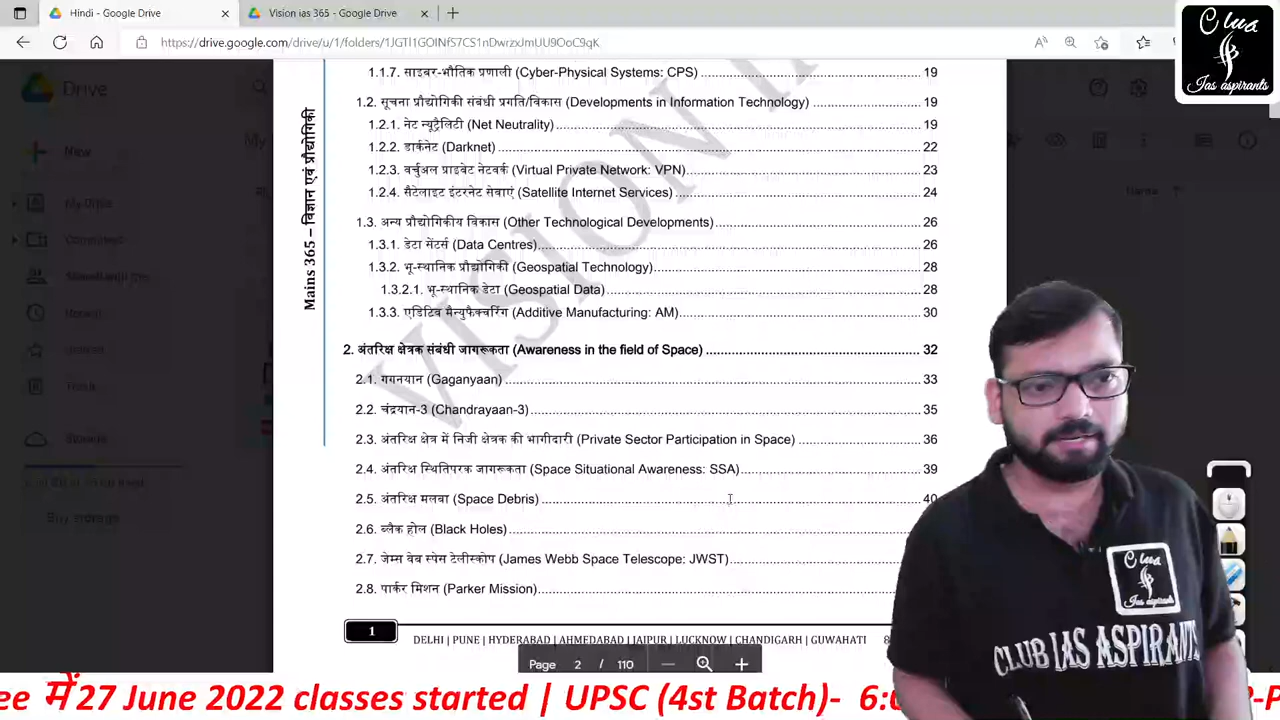 Hindi - Google Drive
Vision ias 365 - Google Drive
https://drive.google.com/drive/u/1/folders/1JGTl1GOINfS7CS1nDwrzxJmUU9OoC9qK
Club
Ias aspirants
Drive
New
Buy storage
Mains 365 – विज्ञान एवं प्रौद्योगिकी
VISION I
1.1.7. साइबर-भौतिक प्रणाली (Cyber-Physical Systems: CPS) 19
1.2. सूचना प्रौद्योगिकी संबंधी प्रगति/विकास (Developments in Information Technology) 19
1.2.1. नेट न्यूट्रैलिटी (Net Neutrality) 19
1.2.2. डार्कनेट (Darknet) 22
1.2.3. वर्चुअल प्राइवेट नेटवर्क (Virtual Private Network: VPN) 23
1.2.4. सैटेलाइट इंटरनेट सेवाएं (Satellite Internet Services) 24
1.3. अन्य प्रौद्योगिकीय विकास (Other Technological Developments) 26
1.3.1. डेटा सेंटर्स (Data Centres) 26
1.3.2. भू-स्थानिक प्रौद्योगिकी (Geospatial Technology) 28
1.3.2.1. भू-स्थानिक डेटा (Geospatial Data) 28
1.3.3. एडिटिव मैन्युफैक्चरिंग (Additive Manufacturing: AM) 30
2. अंतरिक्ष क्षेत्रक संबंधी जागरूकता (Awareness in the field of Space) 32
2.1. गगनयान (Gaganyaan) 33
2.2. चंद्रयान-3 (Chandrayaan-3) 35
2.3. अंतरिक्ष क्षेत्र में निजी क्षेत्रक की भागीदारी (Private Sector Participation in Space) 36
2.4. अंतरिक्ष स्थितिपरक जागरूकता (Space Situational Awareness: SSA) 39
2.5. अंतरिक्ष मलबा (Space Debris) 40
2.6. ब्लैक होल (Black Holes)
2.7. जेम्स वेब स्पेस टेलीस्कोप (James Webb Space Telescope: JWST)
2.8. पार्कर मिशन (Parker Mission)
1
DELHI | PUNE | HYDERABAD | AHMEDABAD | JAIPUR | LUCKNOW | CHANDIGARH | GUWAHATI
Page 2 / 110
Club
Ias aspirants
CLUB IAS ASPIRANTS
ee में 27 June 2022 classes started | UPSC (4st Batch)- 6: